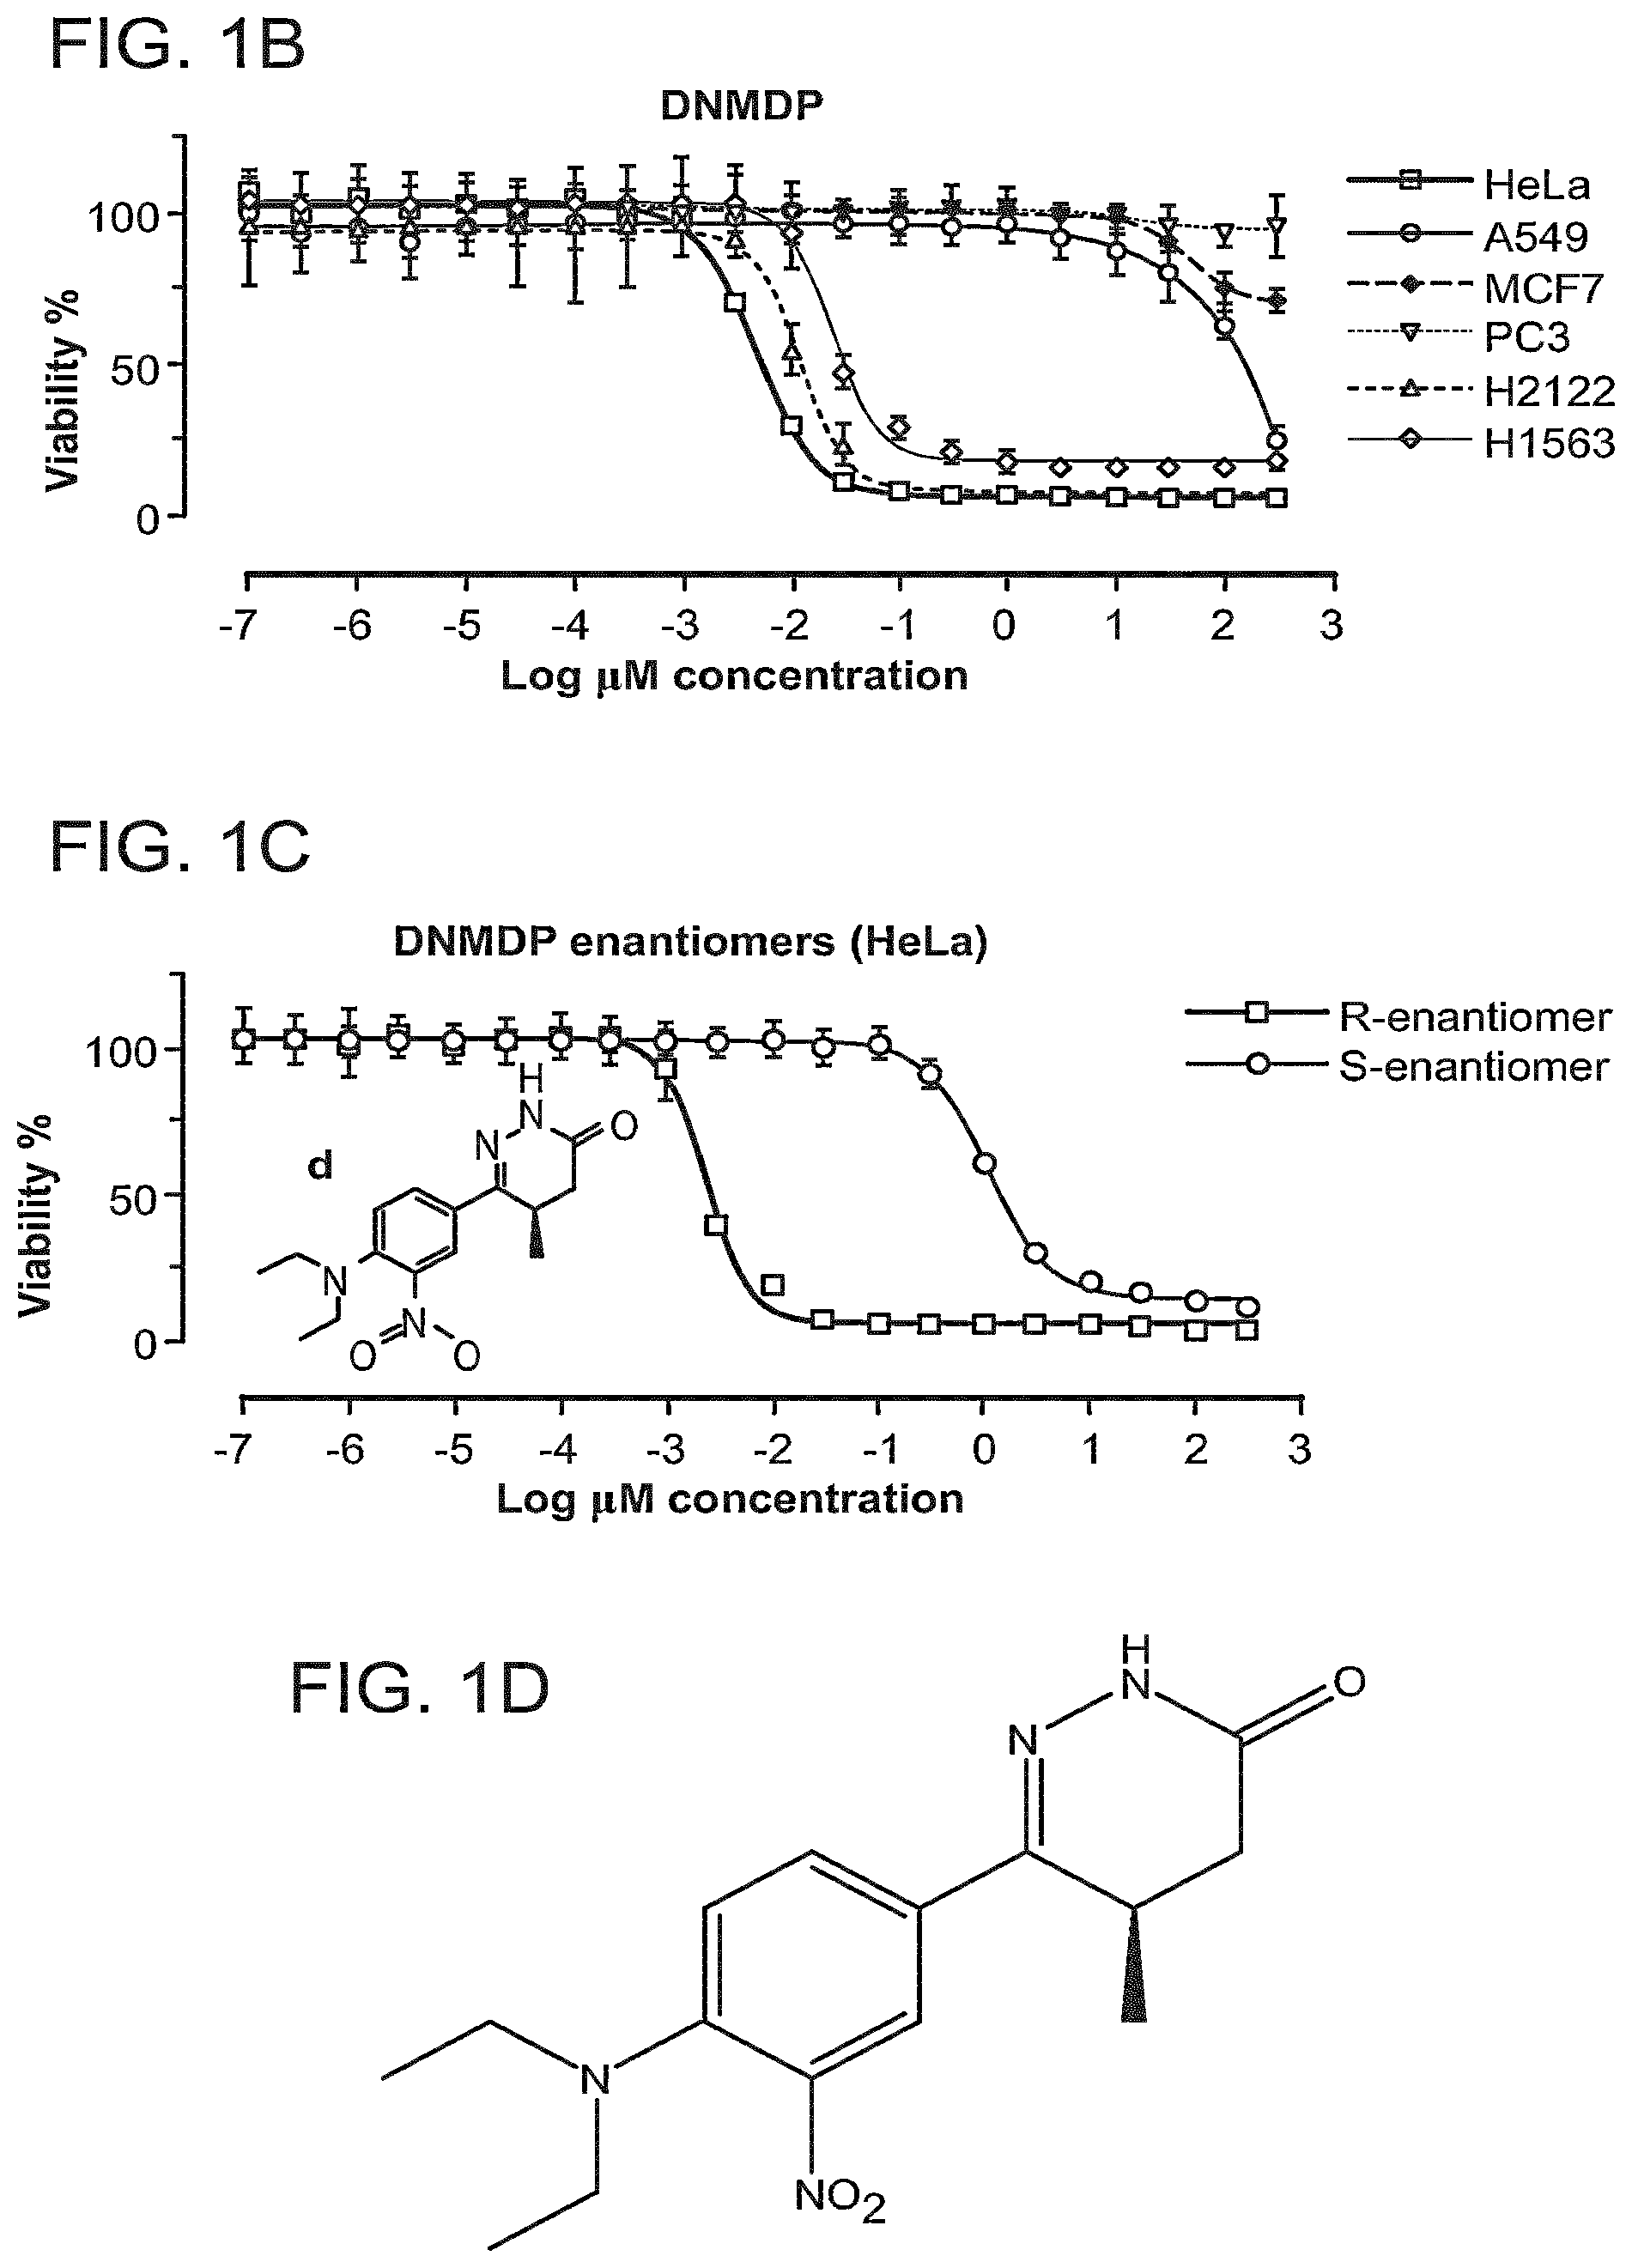 FIG. 1B
DNMDP
Viability %
100
50
0
-7 -6 -5 -4 -3 -2 -1 0 1 2 3
Log μM concentration
HeLa
A549
MCF7
PC3
H2122
H1563
FIG. 1C
DNMDP enantiomers (HeLa)
Viability %
100
50
0
R-enantiomer
S-enantiomer
d
H
N
N
O
N
N
O
O
-7 -6 -5 -4 -3 -2 -1 0 1 2 3
Log μM concentration
FIG. 1D
H
N
O
N
N
NO2